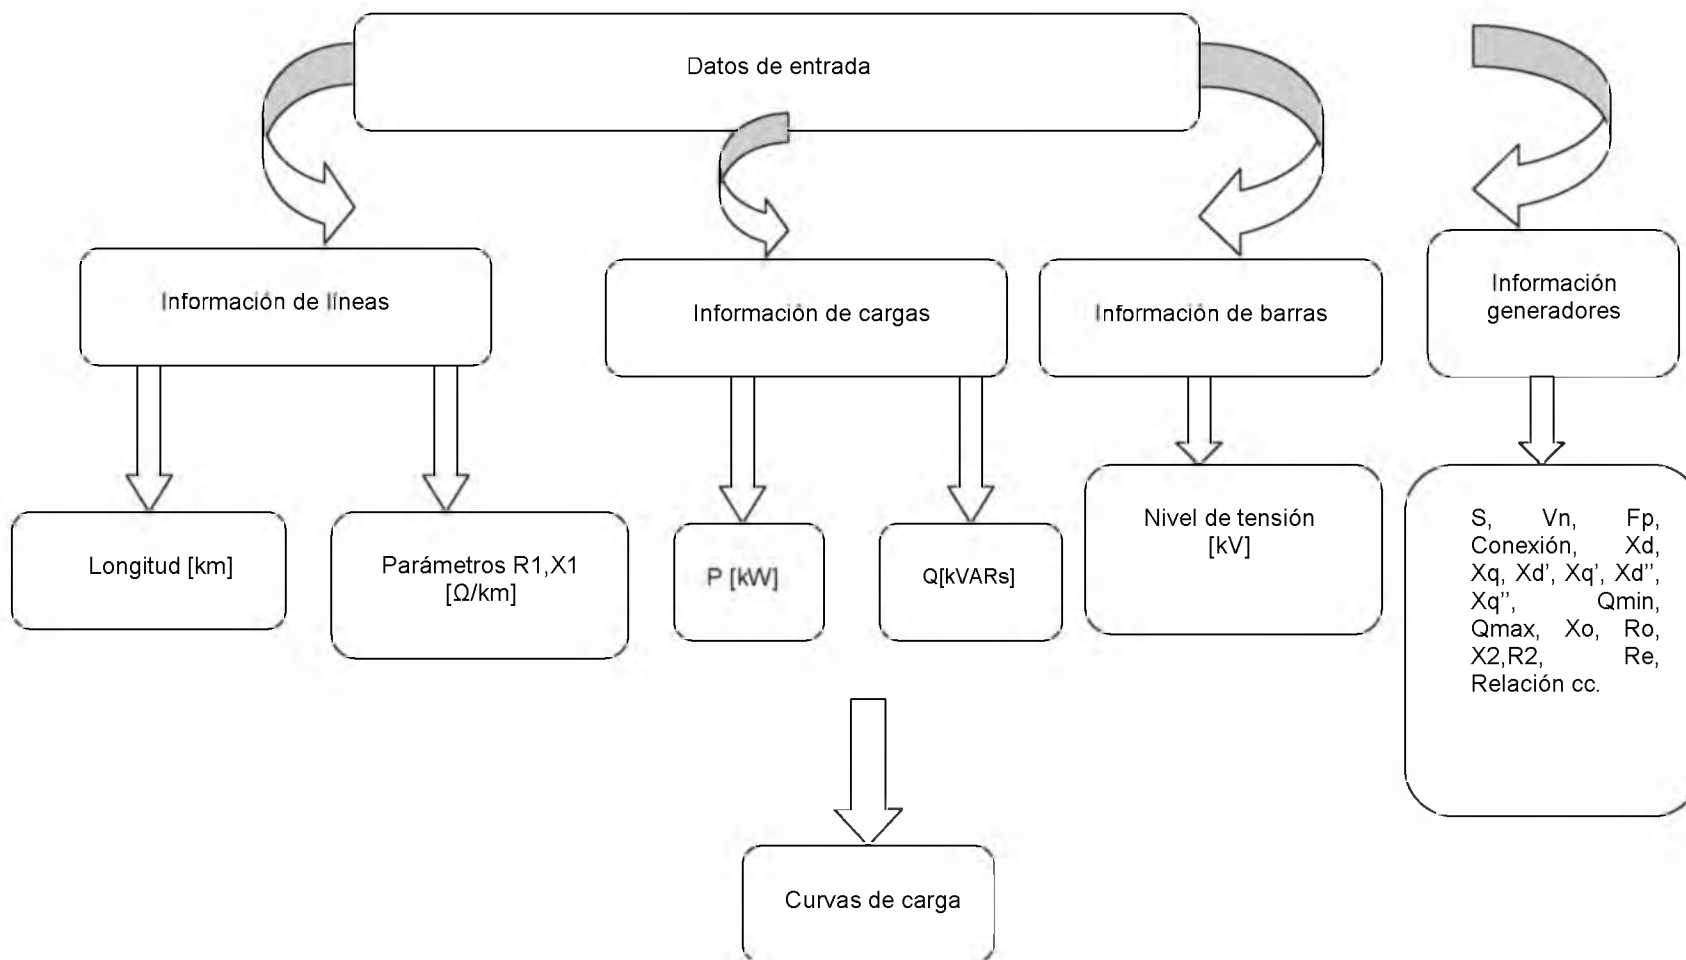 Datos de entrada
Información de líneas
Información de cargas
Información de barras
Información
generadores
Longitud [km]
Parámetros R1,X1
[Ω/km]
P [kW]
Q[kVARs]
Nivel de tensión
[kV]
S, Vn, Fp,
Conexión, Xd,
Xq, Xd’, Xq’, Xd’’,
Xq’’, Qmin,
Qmax, Xo, Ro,
X2,R2, Re,
Relación cc.
Curvas de carga